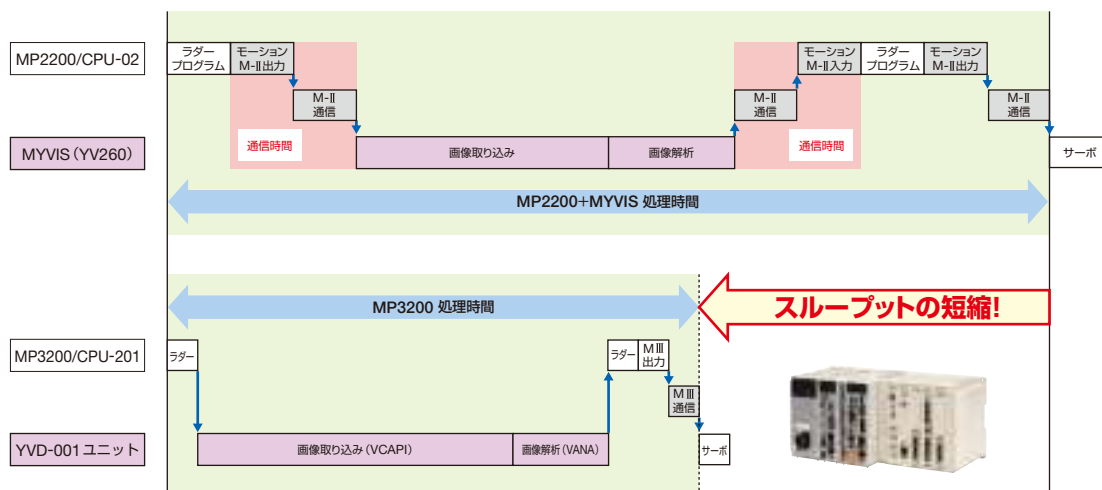 MP2200/CPU-02
ラダー
プログラム
モーション
M-Ⅱ出力
M-Ⅱ
通信
通信時間
MYVIS（YV260）
画像取り込み
画像解析
M-Ⅱ
通信
通信時間
モーション
M-Ⅱ入力
ラダー
プログラム
モーション
M-Ⅱ出力
M-Ⅱ
通信
サーボ
MP2200+MYVIS 処理時間
MP3200 処理時間
スループットの短縮!
MP3200/CPU-201
ラダー
ラダー
MⅢ
出力
MⅢ
通信
YVD-001 ユニット
画像取り込み（VCAPI）
画像解析（VANA）
サーボ